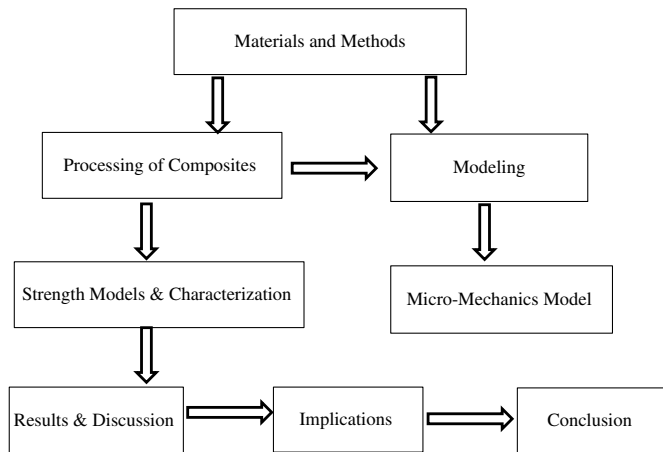 Materials and Methods
Processing of Composites
Modeling
Strength Models & Characterization
Micro-Mechanics Model
Results & Discussion
Implications
Conclusion